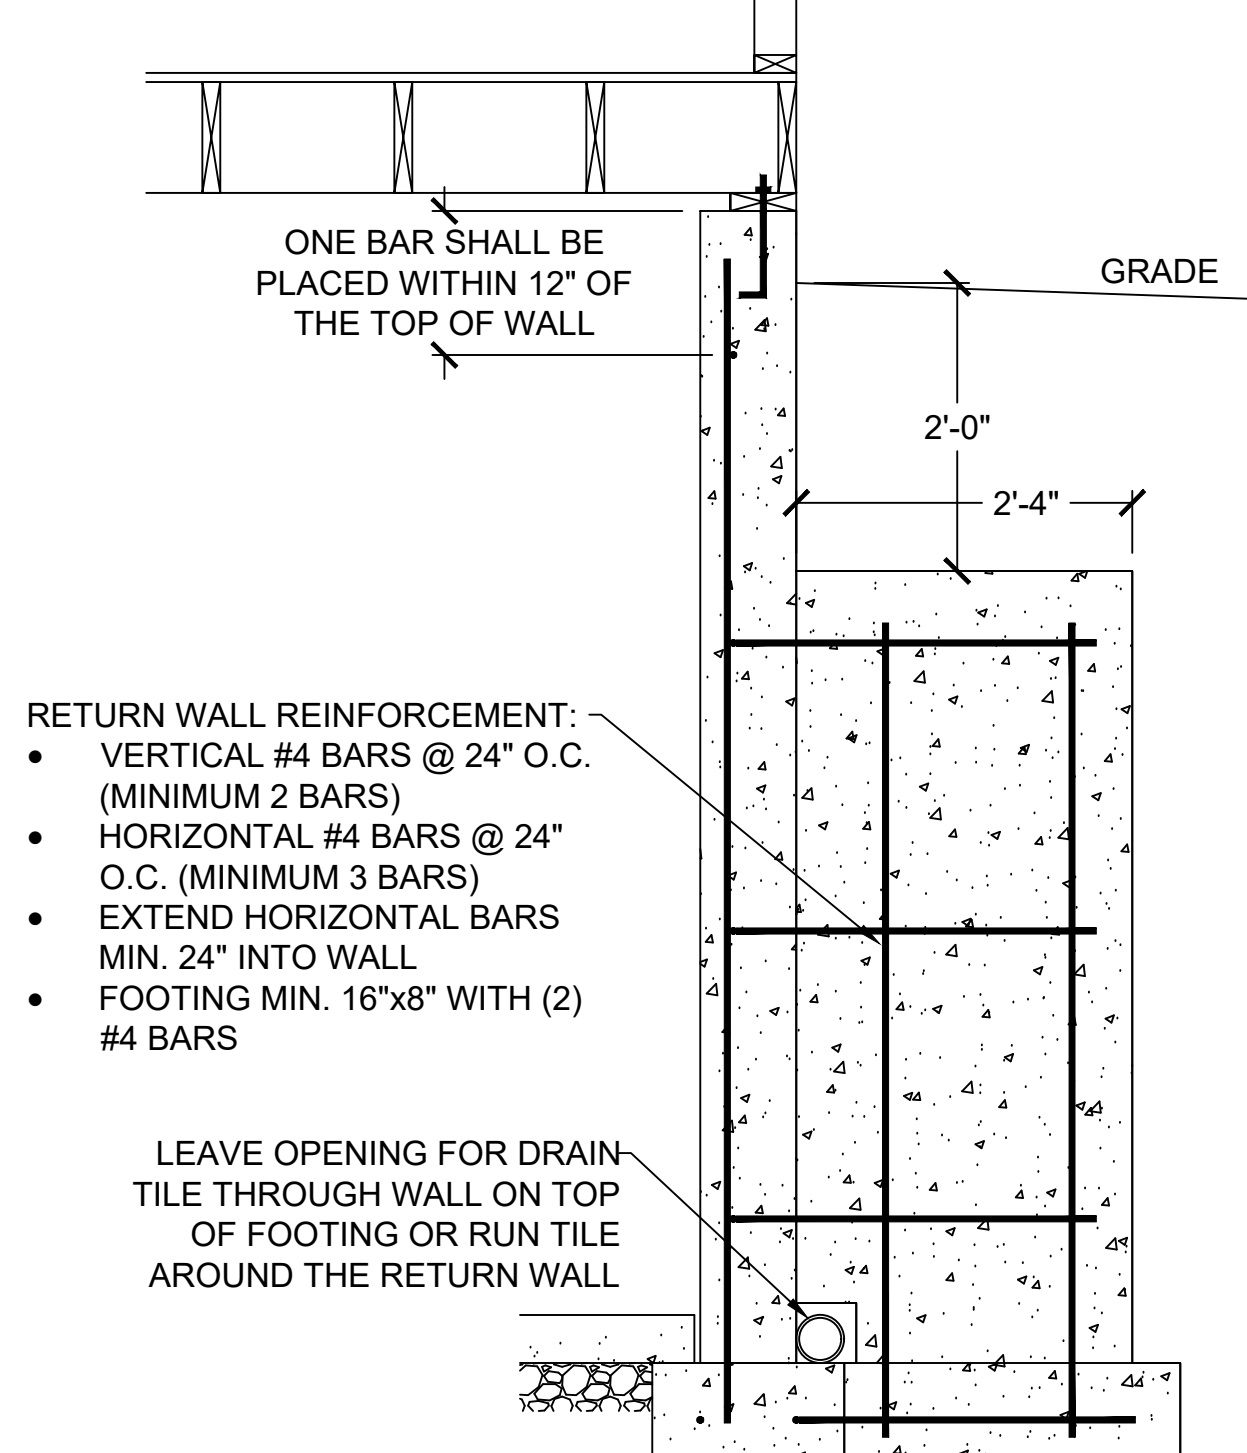 ONE BAR SHALL BE
PLACED WITHIN 12" OF
THE TOP OF WALL
GRADE
2'-0"
2'-4"
RETURN WALL REINFORCEMENT:
• VERTICAL #4 BARS @ 24" O.C.
(MINIMUM 2 BARS)
• HORIZONTAL #4 BARS @ 24"
O.C. (MINIMUM 3 BARS)
• EXTEND HORIZONTAL BARS
MIN. 24" INTO WALL
• FOOTING MIN. 16"x8" WITH (2)
#4 BARS
LEAVE OPENING FOR DRAIN
TILE THROUGH WALL ON TOP
OF FOOTING OR RUN TILE
AROUND THE RETURN WALL